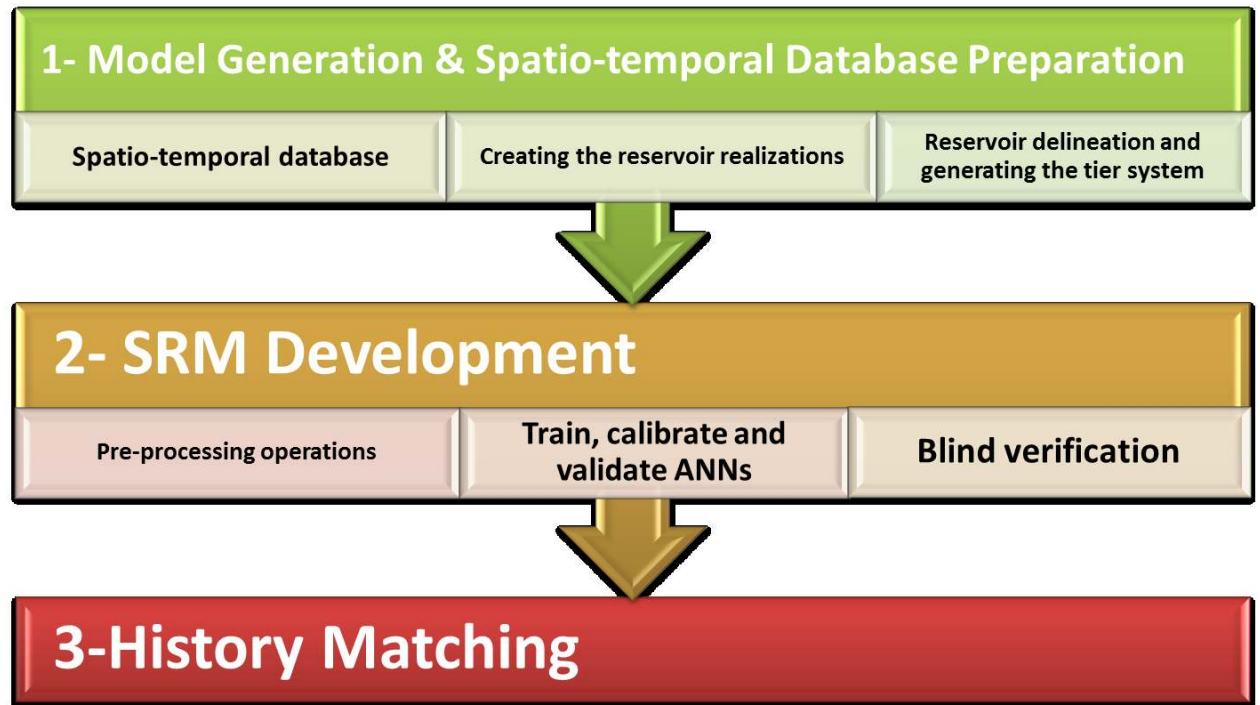 1- Model Generation & Spatio-temporal Database Preparation
Spatio-temporal database
Creating the reservoir realizations
Reservoir delineation and
generating the tier system
2- SRM Development
Pre-processing operations
Train, calibrate and
validate ANNs
Blind verification
3-History Matching